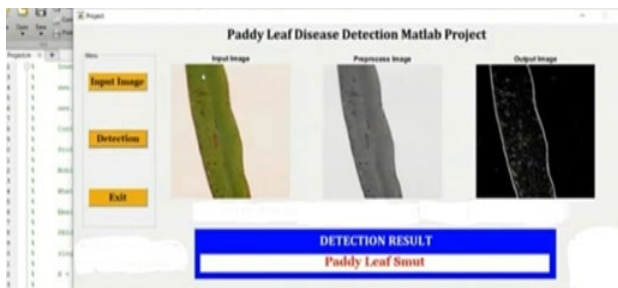 Project
Paddy Leaf Disease Detection Matlab Project
Menu
Input Image
Preprocess Image
Output Image
Input Image
Detection
Exit
DETECTION RESULT
Paddy Leaf Smut